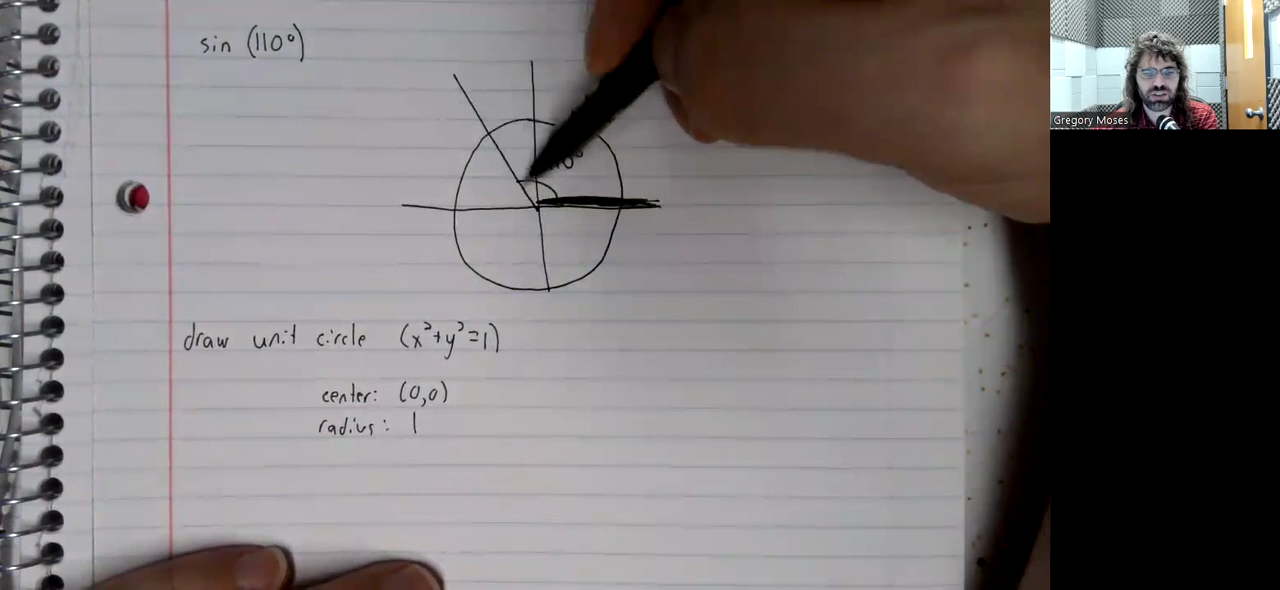 sin (110°)
draw unit circle (x²+y²=1)
center: (0,0)
radius: 1
Gregory Moses